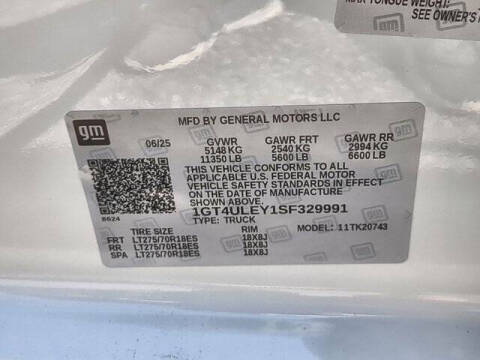 MAX TONGUE WEIGHT:
SEE OWNER'S
gm
MFD BY GENERAL MOTORS LLC
06/25 GVWR GAWR FRT GAWR RR
5148 KG 2540 KG 2994 KG
11350 LB 5600 LB 6600 LB
THIS VEHICLE CONFORMS TO ALL
APPLICABLE U.S. FEDERAL MOTOR
VEHICLE SAFETY STANDARDS IN EFFECT ON
THE DATE OF MANUFACTURE SHOWN ABOVE.
1GT4ULEY1SF329991
8624 TYPE: TRUCK
TIRE SIZE RIM MODEL: 11TK20743
FRT LT275/70R18ES 18X8J
RR LT275/70R18ES 18X8J
SPA LT275/70R18ES 18X8J